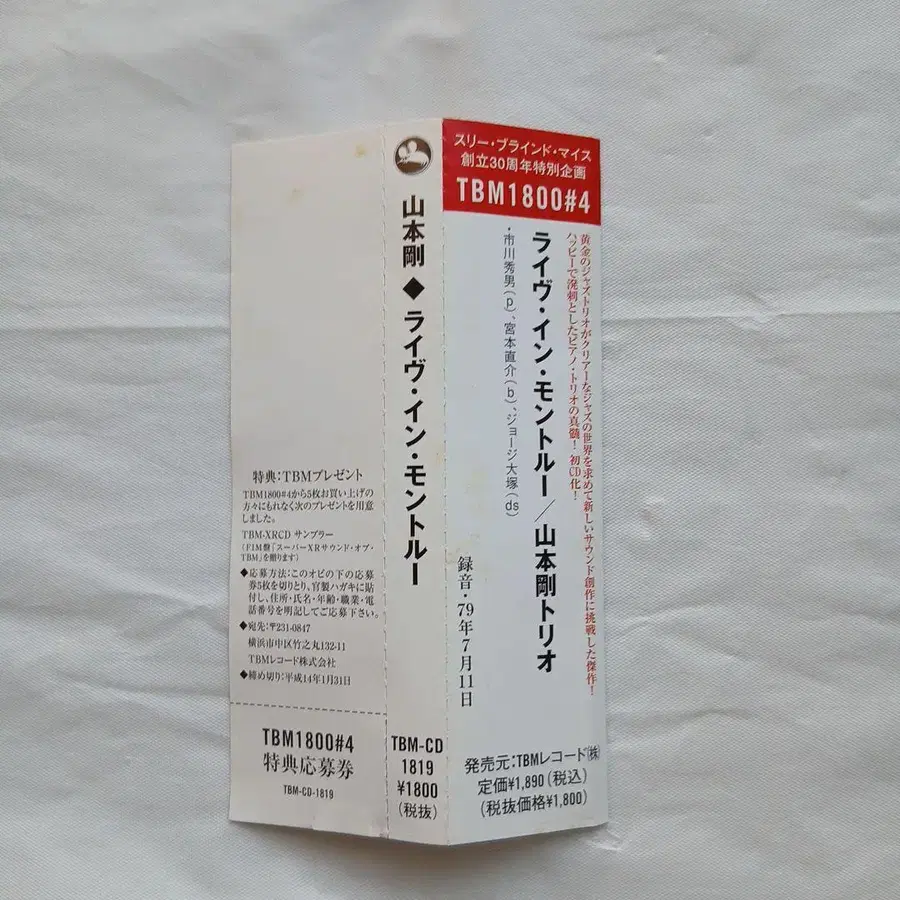 スリー・ブラインド・マイス
創立30周年特別企画
TBM1800#4
黄金のジャズトリオがクリアーなジャズの世界を求めて新しいサウンド創作に挑戦した傑作!
ハッピーで溌剌としたピアノ・トリオの真髄! 初CD化!
ライヴ・イン・モントルー/山本剛トリオ
・市川秀男(p)、宮本直介(b)、ジョージ大塚(ds)
録音・79年7月11日
発売元:TBMレコード㈱
定価¥1,890(税込)
(税抜価格¥1,800)
山本剛◆ライヴ・イン・モントルー
TBM-CD
1819
¥1800
(税抜)
特典:TBMプレゼント
TBM1800#4から5枚お買い上げの
方々にもれなく次のプレゼントを用意
しました。
TBM-XRCD サンプラー
(FIM盤「スーパーXRサウンド・オブ・
TBM」を贈ります)
◆応募方法:このオビの下の応募
券5枚を切りとり、官製ハガキに貼
付し、住所・氏名・年齢・職業・電
話番号を明記してご応募下さい。
◆宛先:〒231-0847
横浜市中区竹之丸132-11
TBMレコード株式会社
◆締め切り:平成14年1月31日
TBM1800#4
特典応募券
TBM-CD-1819